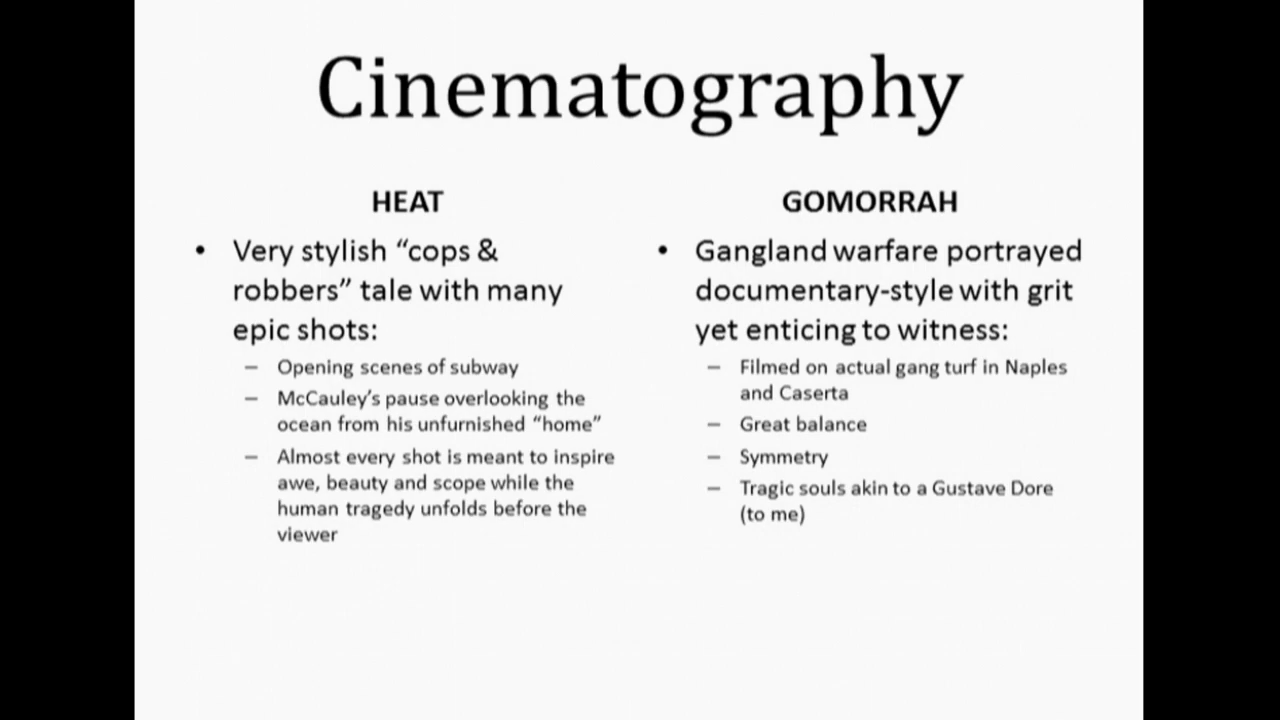 Cinematography
HEAT
• Very stylish “cops &
robbers” tale with many
epic shots:
– Opening scenes of subway
– McCauley’s pause overlooking the
ocean from his unfurnished “home”
– Almost every shot is meant to inspire
awe, beauty and scope while the
human tragedy unfolds before the
viewer
GOMORRAH
• Gangland warfare portrayed
documentary-style with grit
yet enticing to witness:
– Filmed on actual gang turf in Naples
and Caserta
– Great balance
– Symmetry
– Tragic souls akin to a Gustave Dore
(to me)